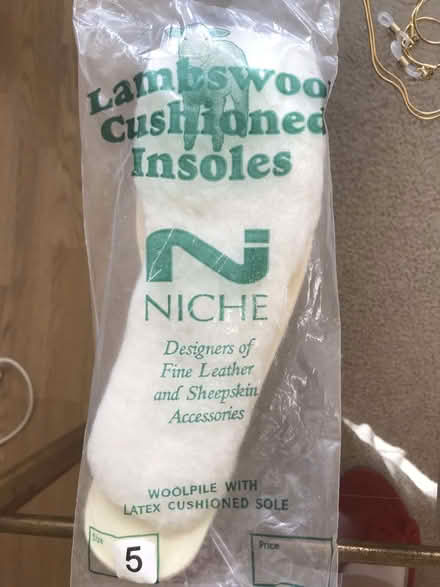 Lambswool
Cushioned
Insoles
NICHE
Designers of
Fine Leather
and Sheepskin
Accessories
WOOLPILE WITH
LATEX CUSHIONED SOLE
Size
5
Price